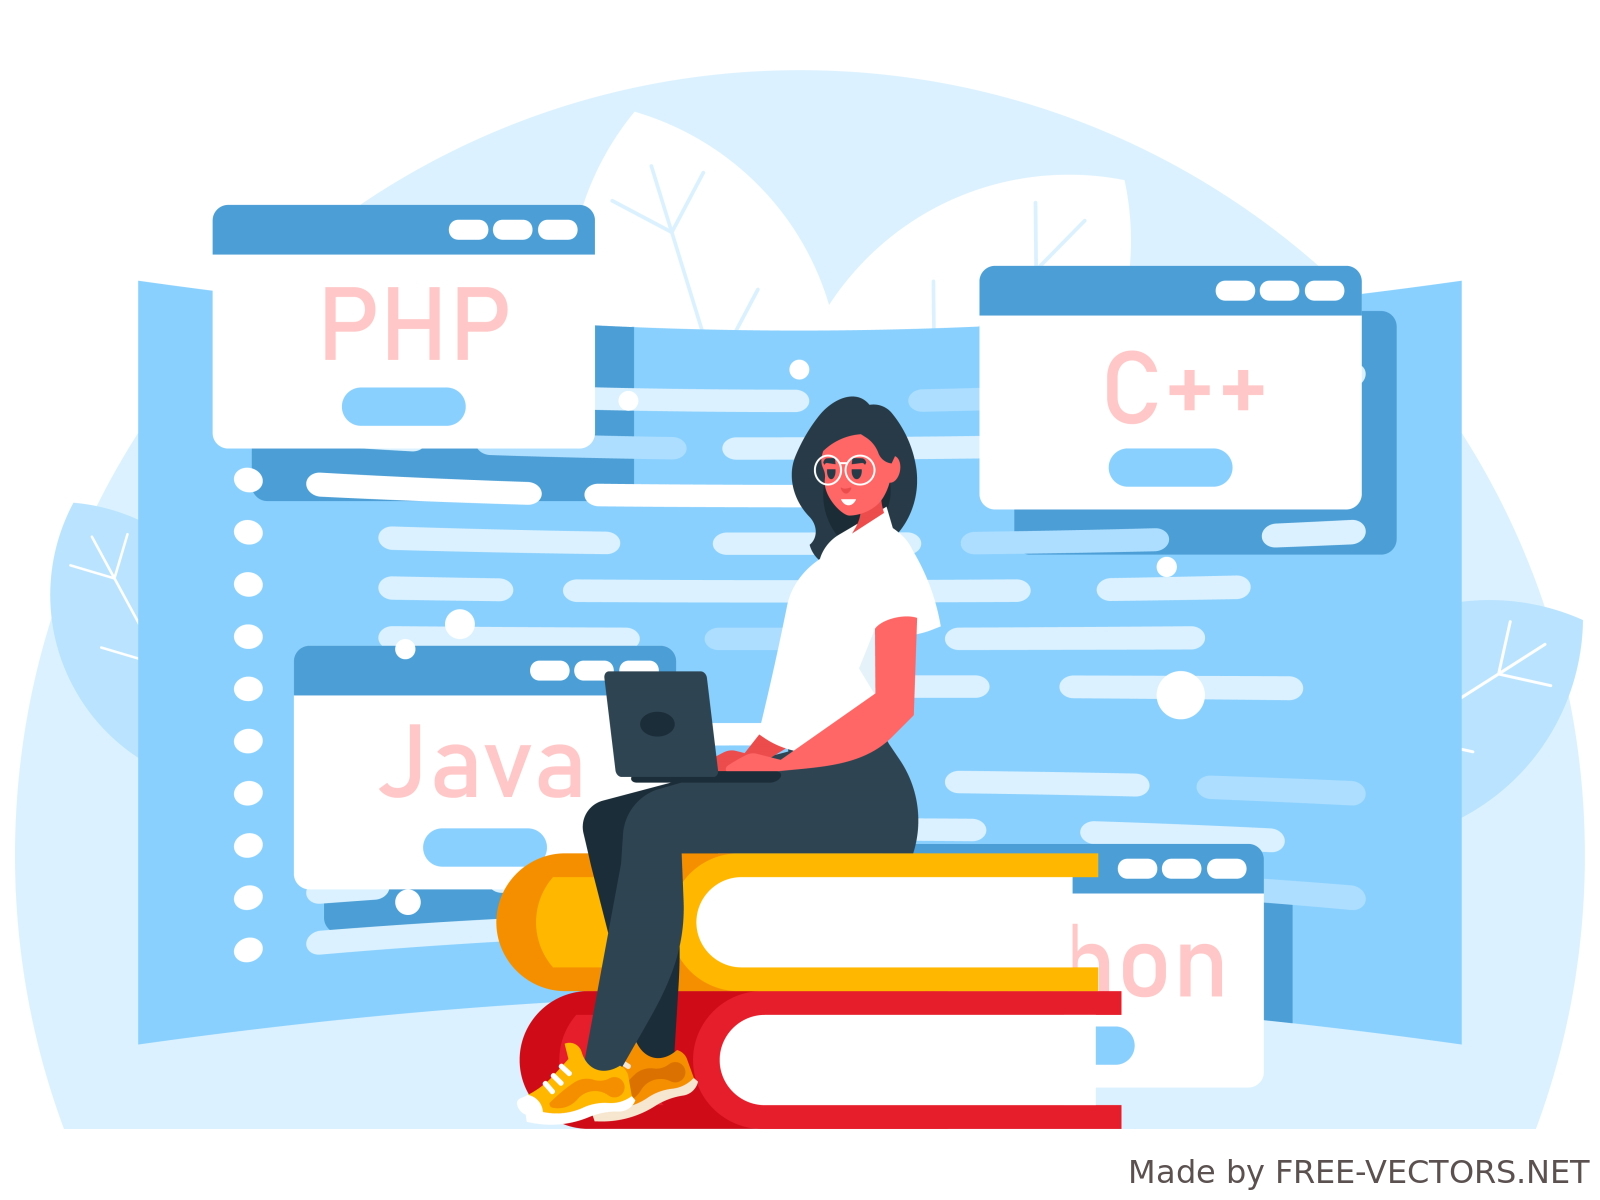 PHP
C++
Java
hon
Made by FREE-VECTORS.NET